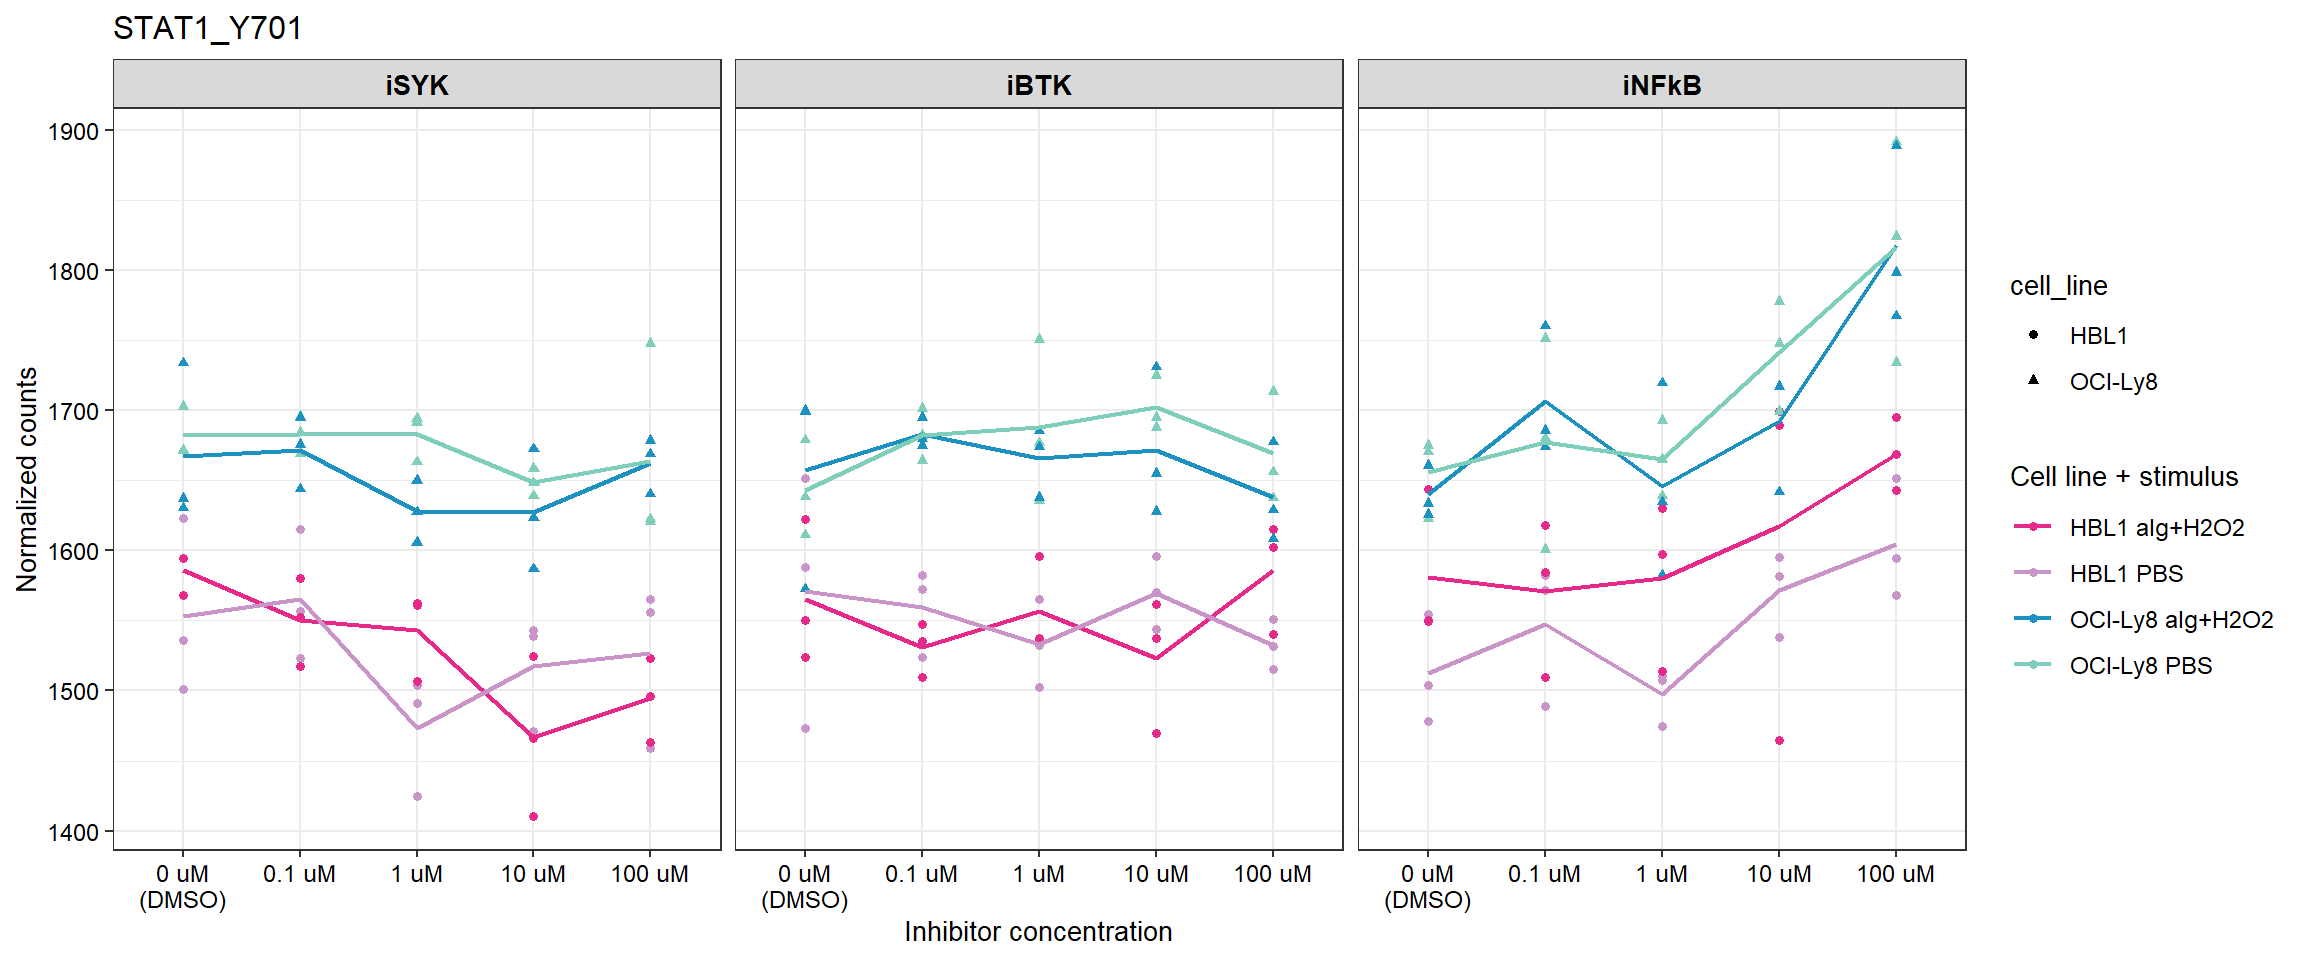 STAT1_Y701
iSYK
iBTK
iNFkB
Normalized counts
1900
1800
1700
1600
1500
1400
0 uM
(DMSO)
0.1 uM
1 uM
10 uM
100 uM
0 uM
(DMSO)
0.1 uM
1 uM
10 uM
100 uM
0 uM
(DMSO)
0.1 uM
1 uM
10 uM
100 uM
Inhibitor concentration
cell_line
HBL1
OCI-Ly8
Cell line + stimulus
HBL1 aIg+H2O2
HBL1 PBS
OCI-Ly8 aIg+H2O2
OCI-Ly8 PBS